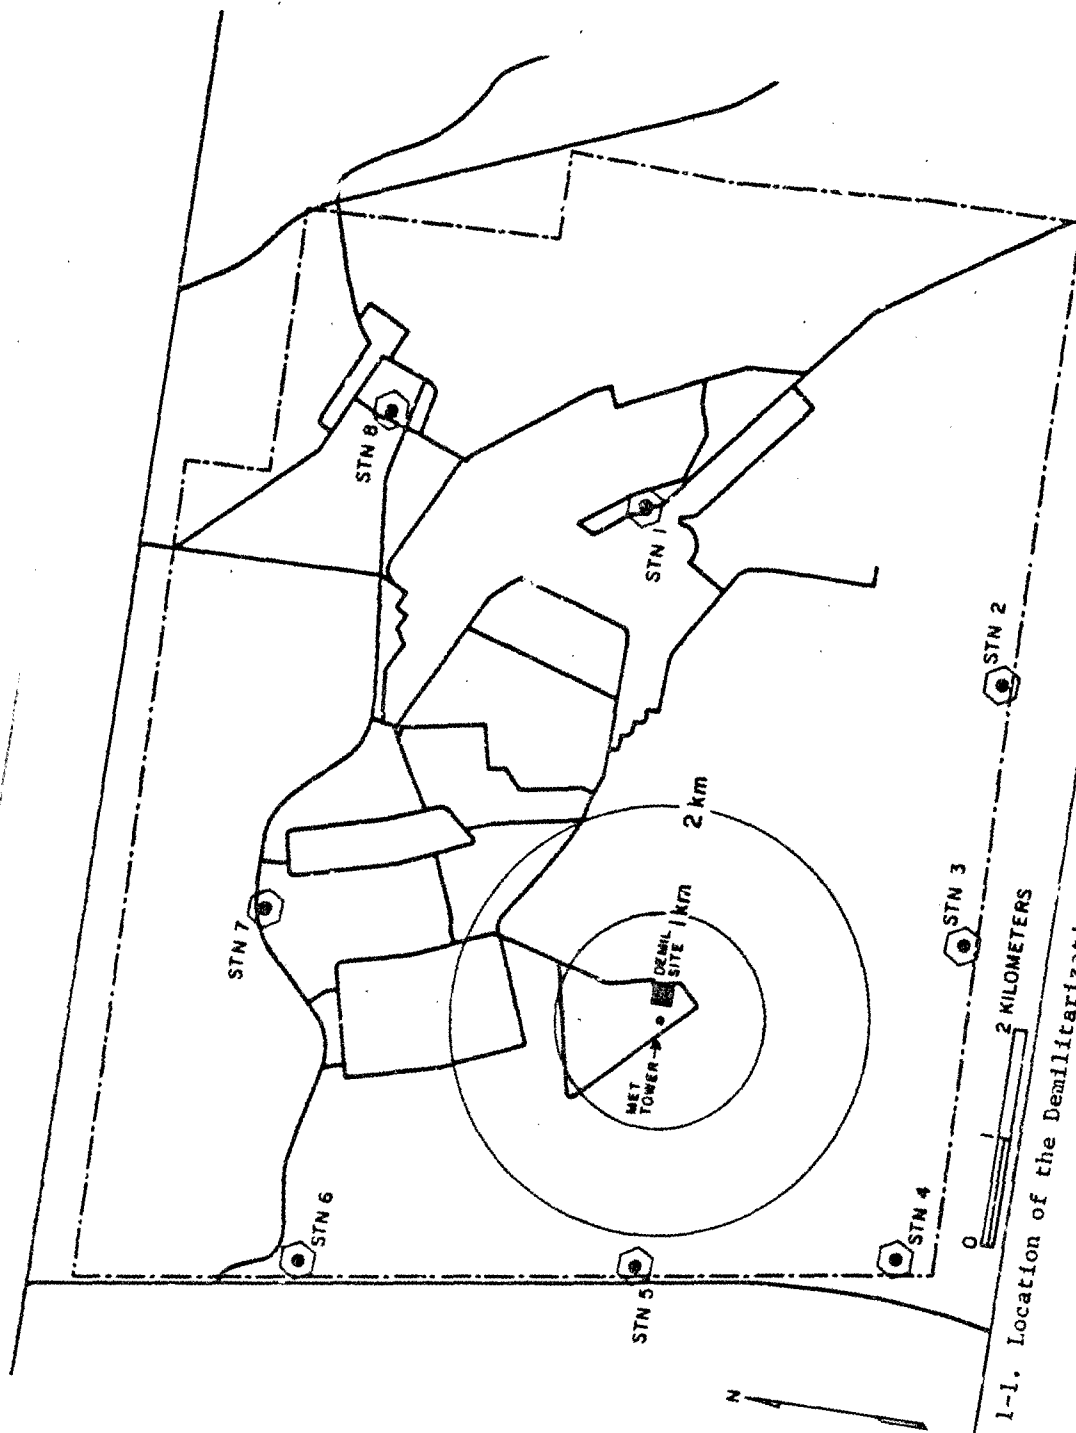 STN 8
STN 7
STN 1
STN 6
2 km
1 km
DEMIL
SITE
MET
TOWER
STN 2
STN 5
STN 3
STN 4
0 1 2 KILOMETERS
N
1-1. Location of the Demilitarizati